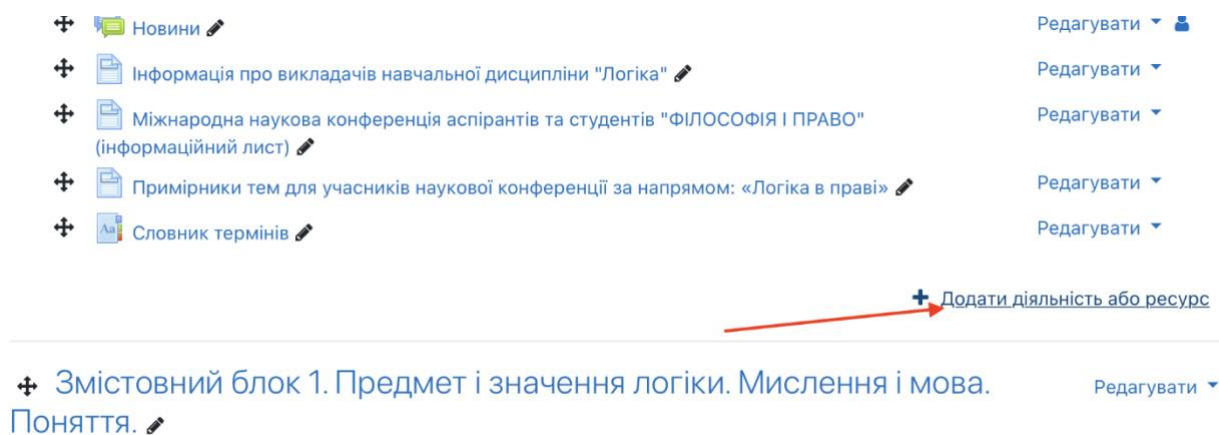 Новини Редагувати
Інформація про викладачів навчальної дисципліни "Логіка" Редагувати
Міжнародна наукова конференція аспірантів та студентів "ФІЛОСОФІЯ І ПРАВО" Редагувати
(інформаційний лист)
Примірники тем для учасників наукової конференції за напрямом: «Логіка в праві» Редагувати
Словник термінів Редагувати
Додати діяльність або ресурс
Змістовний блок 1. Предмет і значення логіки. Мислення і мова. Редагувати
Поняття.